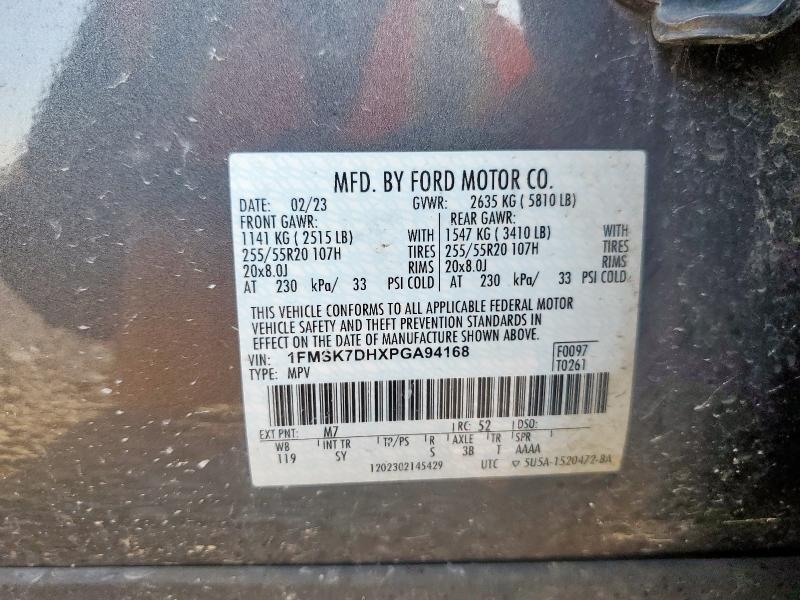 MFD. BY FORD MOTOR CO.
DATE: 02/23 GVWR: 2635 KG ( 5810 LB)
FRONT GAWR: REAR GAWR:
1141 KG ( 2515 LB) WITH 1547 KG ( 3410 LB) WITH
255/55R20 107H TIRES 255/55R20 107H TIRES
20x8.0J RIMS 20x8.0J RIMS
AT 230 kPa/ 33 PSI COLD AT 230 kPa/ 33 PSI COLD
THIS VEHICLE CONFORMS TO ALL APPLICABLE FEDERAL MOTOR
VEHICLE SAFETY AND THEFT PREVENTION STANDARDS IN
EFFECT ON THE DATE OF MANUFACTURE SHOWN ABOVE.
VIN: 1FMSK7DHXPGA94168 F0097
TYPE: MPV T0261
EXT PNT: M7 RC: 52 DSO:
WB INT TR TP/PS R AXLE TR SPR
119 SY S 3B T AAAA
1202302145429 UTC ▽ 5U5A-1520472-BA